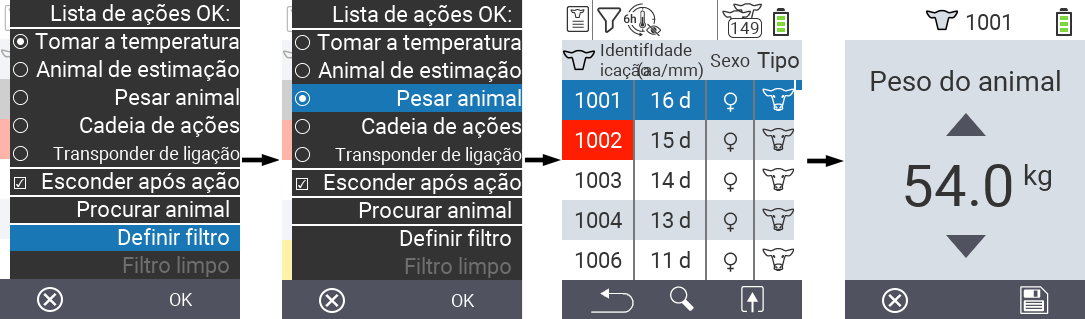 Lista de ações OK:
Tomar a temperatura
Animal de estimação
Pesar animal
Cadeia de ações
Transponder de ligação
Esconder após ação
Procurar animal
Definir filtro
Filtro limpo
OK
Lista de ações OK:
Tomar a temperatura
Animal de estimação
Pesar animal
Cadeia de ações
Transponder de ligação
Esconder após ação
Procurar animal
Definir filtro
Filtro limpo
OK
6h 149
Identif Idade Sexo Tipo
icação (aa/mm)
1001 16 d ♀
1002 15 d ♀
1003 14 d ♀
1004 13 d ♀
1006 11 d ♀
1001
Peso do animal
54.0 kg